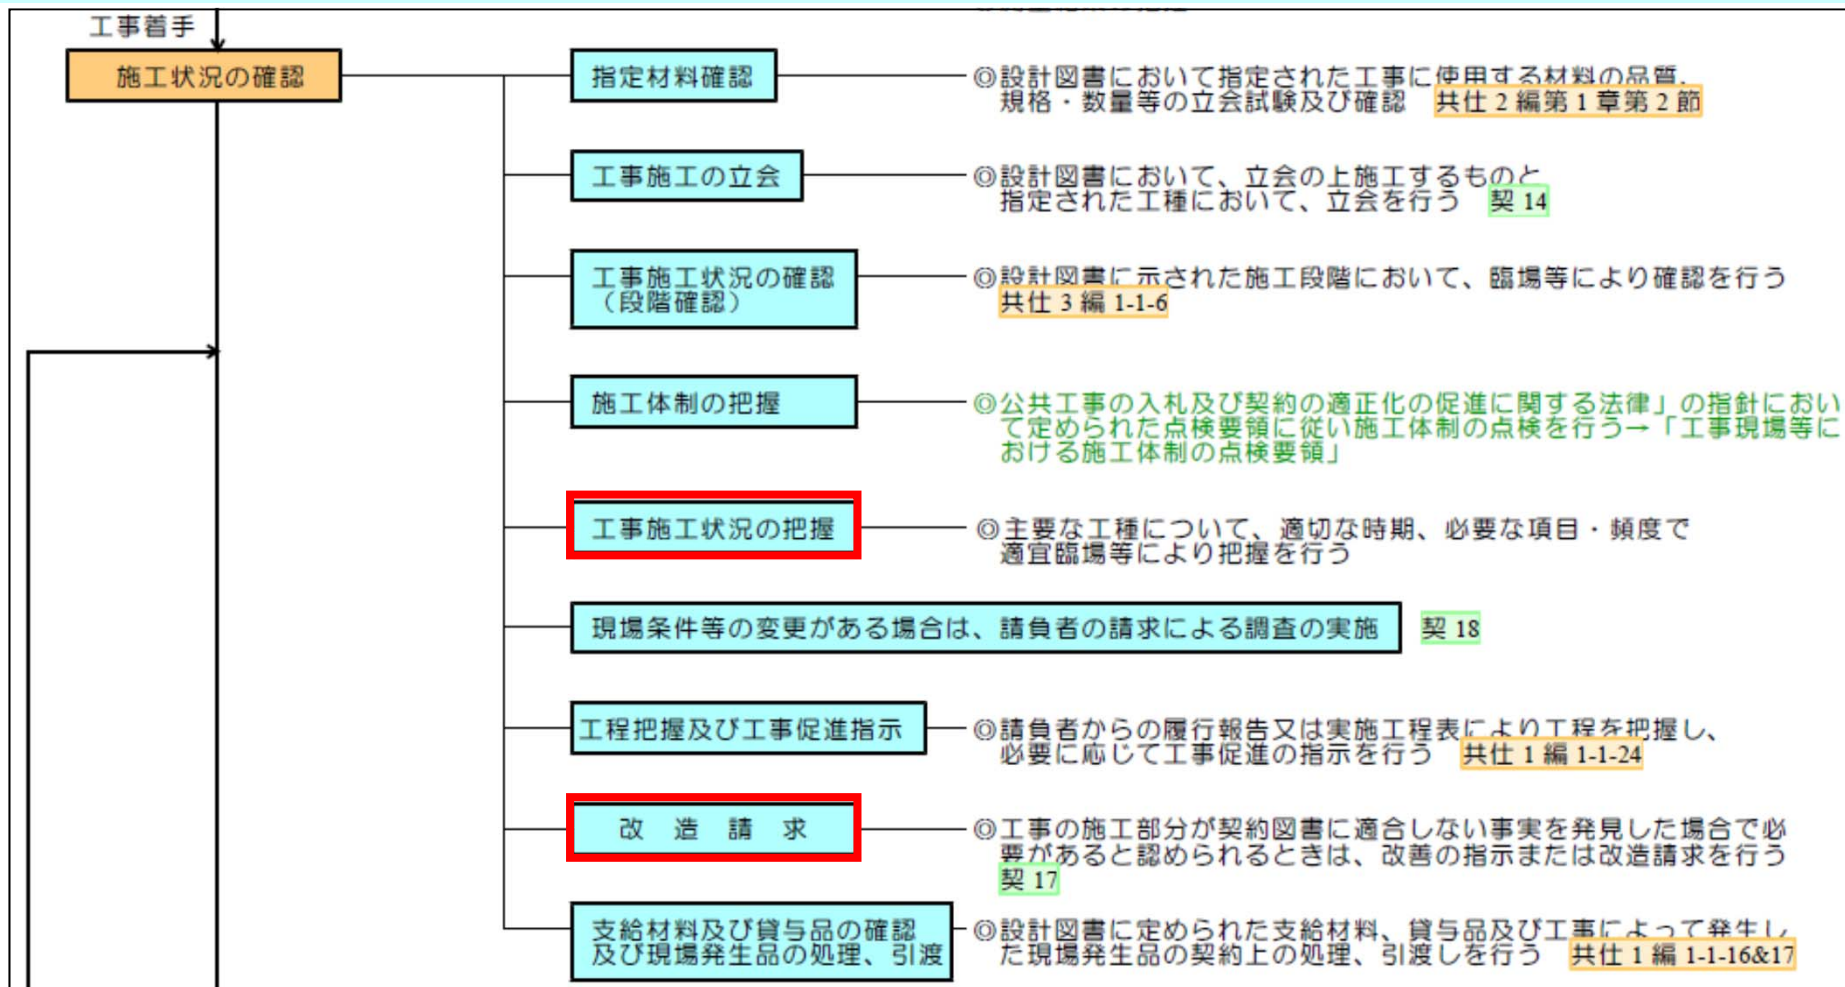 工事着手
施工状況の確認
指定材料確認
◎設計図書において指定された工事に使用する材料の品質、
規格・数量等の立会試験及び確認 共仕 2 編第 1 章第 2 節
工事施工の立会
◎設計図書において、立会の上施工するものと
指定された工種において、立会を行う 契 14
工事施工状況の確認
（段階確認）
◎設計図書に示された施工段階において、臨場等により確認を行う
共仕 3 編 1-1-6
施工体制の把握
◎公共工事の入札及び契約の適正化の促進に関する法律」の指針におい
て定められた点検要領に従い施工体制の点検を行う→「工事現場等に
おける施工体制の点検要領」
工事施工状況の把握
◎主要な工種について、適切な時期、必要な項目・頻度で
適宜臨場等により把握を行う
現場条件等の変更がある場合は、請負者の請求による調査の実施 契 18
工程把握及び工事促進指示
◎請負者からの履行報告又は実施工程表により工程を把握し、
必要に応じて工事促進の指示を行う 共仕 1 編 1-1-24
改 造 請 求
◎工事の施工部分が契約図書に適合しない事実を発見した場合で必
要があると認められるときは、改善の指示または改造請求を行う
契 17
支給材料及び貸与品の確認
及び現場発生品の処理、引渡
◎設計図書に定められた支給材料、貸与品及び工事によって発生し
た現場発生品の契約上の処理、引渡しを行う 共仕 1 編 1-1-16&17